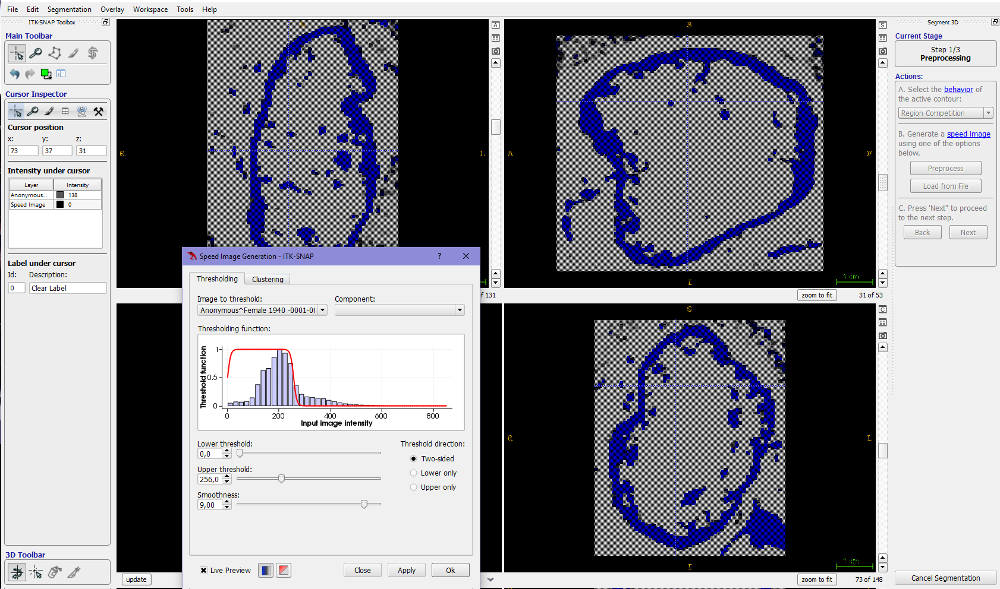 File Edit Segmentation Overlay Workspace Tools Help
ITK-SNAP Toolbox
Main Toolbar
Cursor Inspector
Cursor position
x: y: z:
73 37 31
Intensity under cursor
Layer Intensity
Anonymous... 138
Speed Image 0
Label under cursor
Id: Description:
0 Clear Label
3D Toolbar
R
L
A
f 131
update
S
A
P
I
1 cm
S
zoom to fit
31 of 53
S
R
L
I
1 cm
C
zoom to fit
73 of 148
Speed Image Generation - ITK-SNAP
?
Thresholding Clustering
Image to threshold: Component:
Anonymous^Female 1940 -0001-0(
Thresholding function:
Threshold function
1
0.5
0
0 200 400 600 800
Input image intensity
Lower threshold:
0,0
Upper threshold:
256,0
Smoothness:
9,00
Threshold direction:
Two-sided
Lower only
Upper only
Live Preview
Close Apply Ok
Segment 3D
Current Stage
Step 1/3
Preprocessing
Actions:
A. Select the behavior of
the active contour:
Region Competition
B. Generate a speed image
using one of the options
below.
Preprocess
Load from File
C. Press 'Next" to proceed
to the next step.
Back Next
Cancel Segmentation